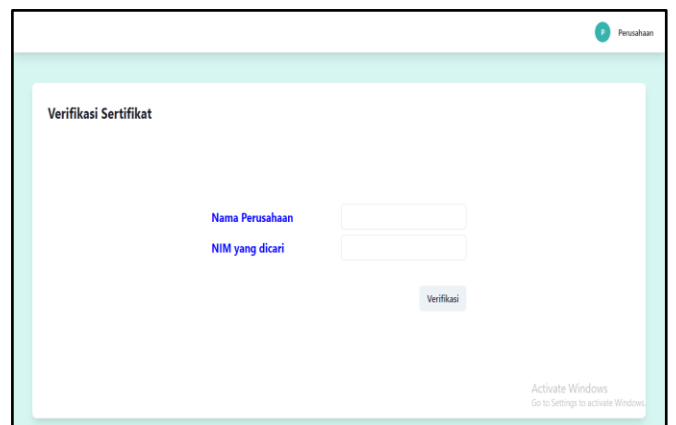 P Perusahaan
Verifikasi Sertifikat
Nama Perusahaan
NIM yang dicari
Verifikasi
Activate Windows
Go to Settings to activate Windows.